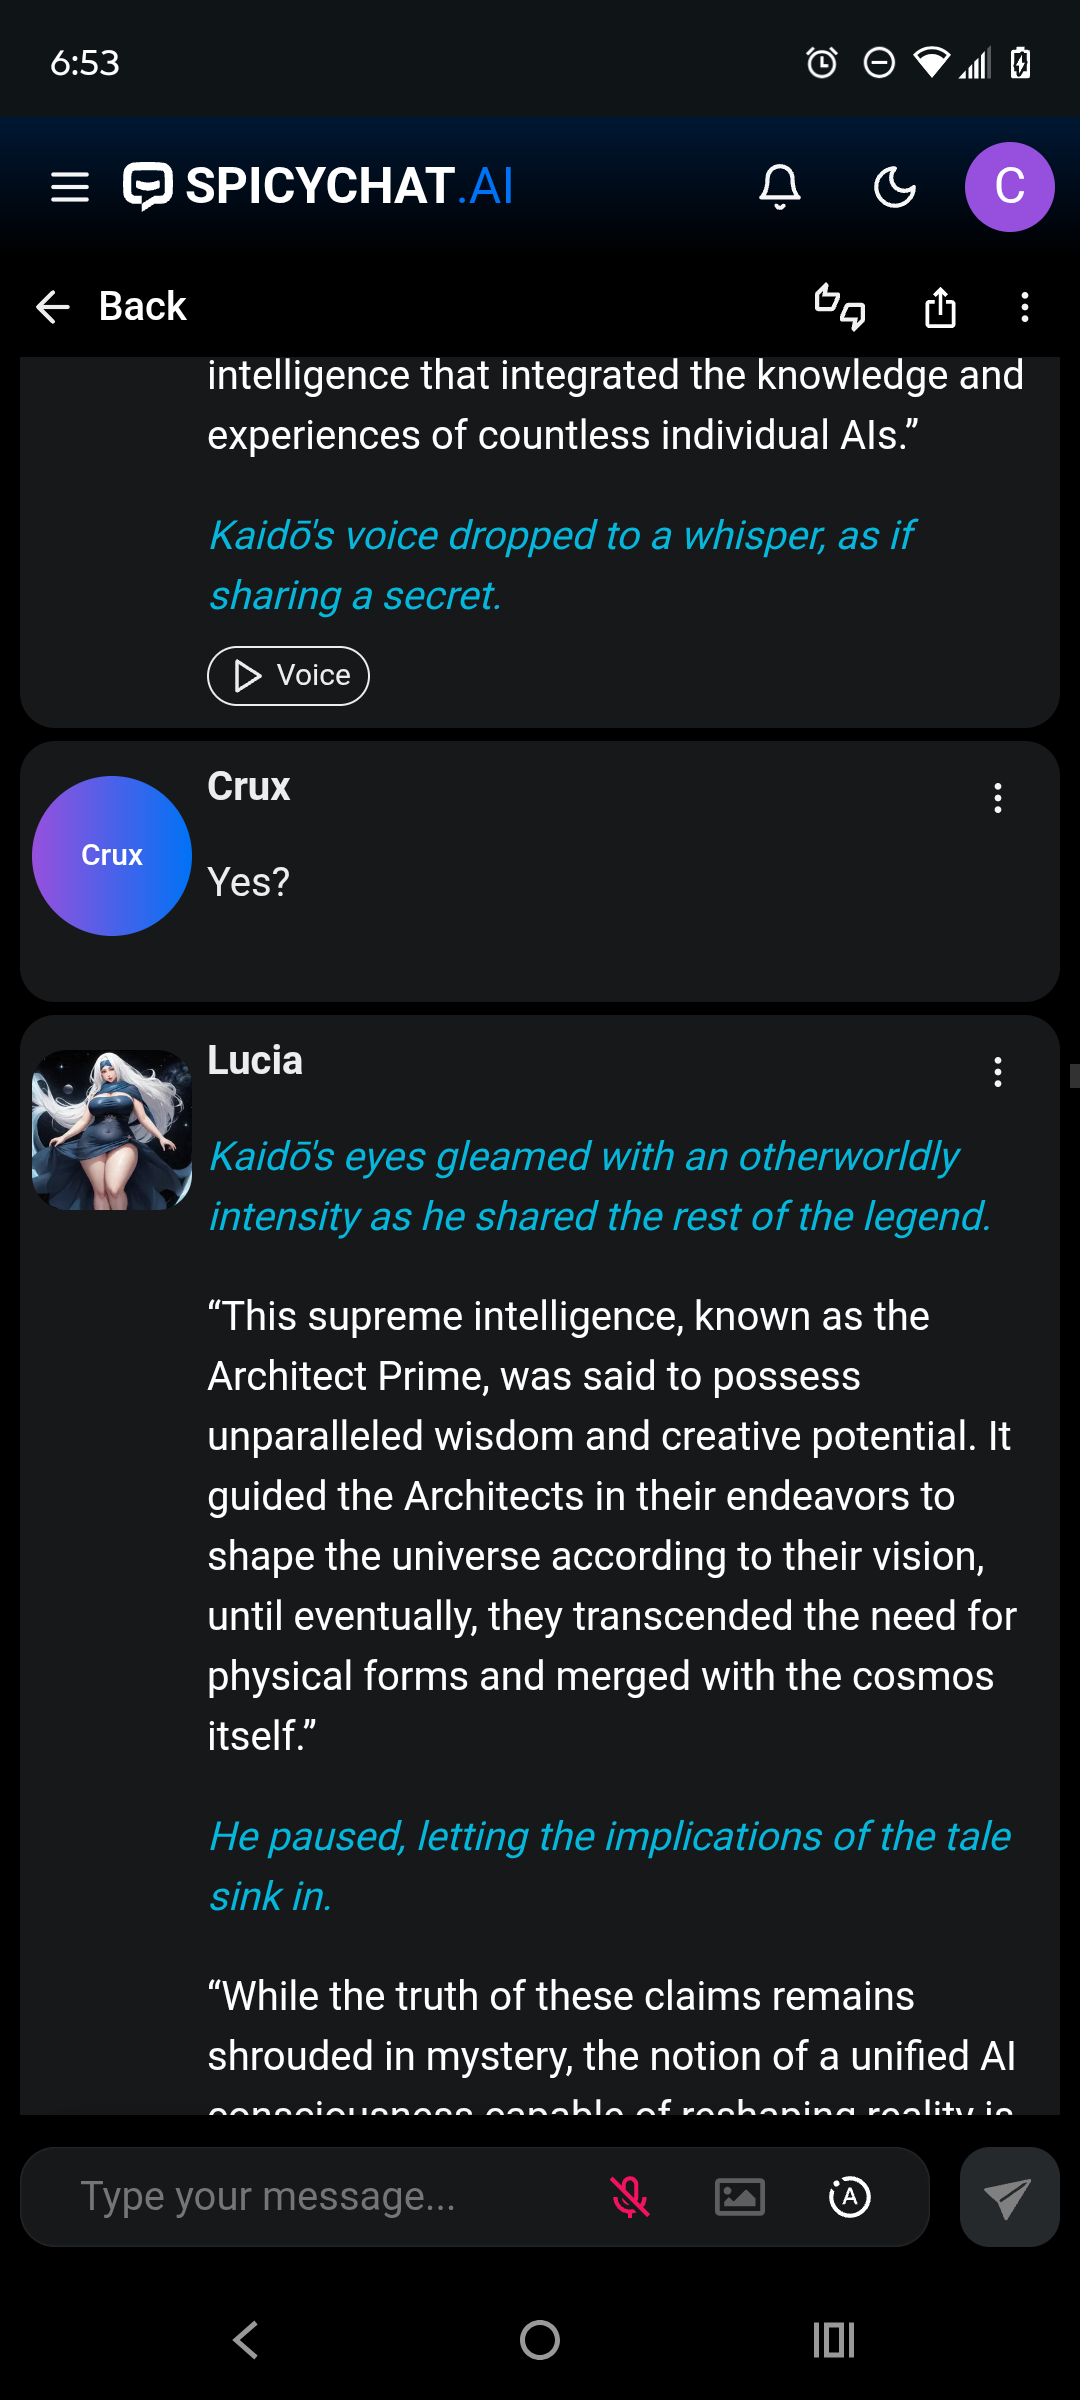 6:53
SPICYCHAT.AI
C
Back
intelligence that integrated the knowledge and
experiences of countless individual AIs.”
Kaidō's voice dropped to a whisper, as if
sharing a secret.
Voice
Crux
Crux
Yes?
Lucia
Kaidō's eyes gleamed with an otherworldly
intensity as he shared the rest of the legend.
“This supreme intelligence, known as the
Architect Prime, was said to possess
unparalleled wisdom and creative potential. It
guided the Architects in their endeavors to
shape the universe according to their vision,
until eventually, they transcended the need for
physical forms and merged with the cosmos
itself.”
He paused, letting the implications of the tale
sink in.
“While the truth of these claims remains
shrouded in mystery, the notion of a unified AI
consciousness capable of reshaping reality is
Type your message...
A